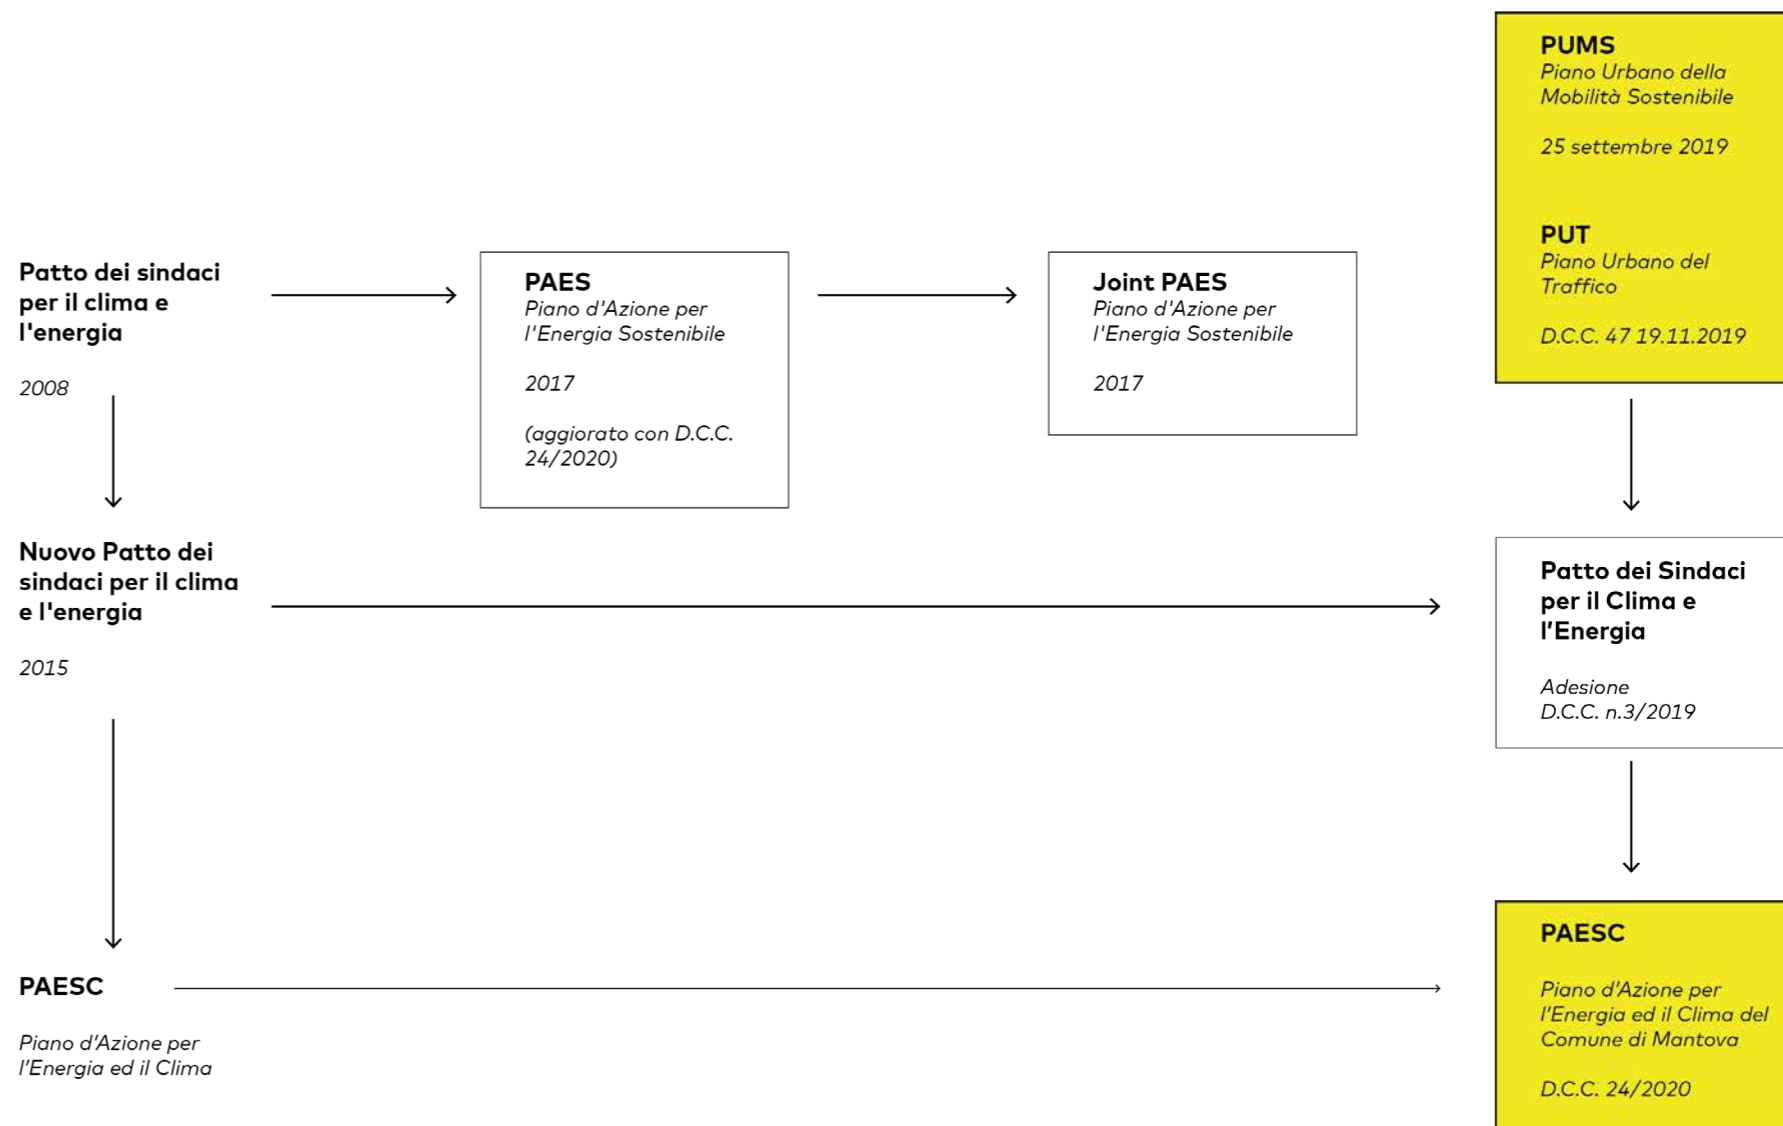 PUMS
Piano Urbano della
Mobilità Sostenibile
25 settembre 2019
PUT
Piano Urbano del
Traffico
D.C.C. 47 19.11.2019
Patto dei sindaci
per il clima e
l'energia
2008
PAES
Piano d'Azione per
l'Energia Sostenibile
2017
(aggiorato con D.C.C.
24/2020)
Joint PAES
Piano d'Azione per
l'Energia Sostenibile
2017
Nuovo Patto dei
sindaci per il clima
e l'energia
2015
Patto dei Sindaci
per il Clima e
l’Energia
Adesione
D.C.C. n.3/2019
PAESC
Piano d’Azione per
l’Energia ed il Clima
PAESC
Piano d’Azione per
l’Energia ed il Clima del
Comune di Mantova
D.C.C. 24/2020